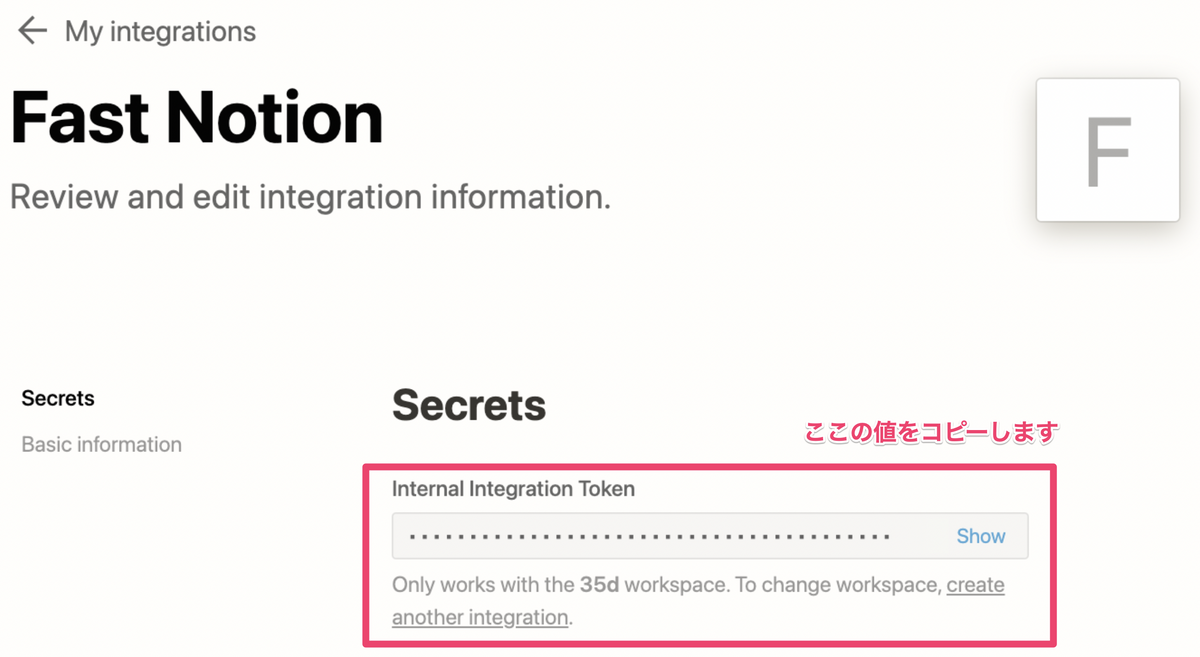 ← My integrations
Fast Notion
F
Review and edit integration information.
Secrets
Basic information
Secrets
ここの値をコピーします
Internal Integration Token
········································ Show
Only works with the 35d workspace. To change workspace, create
another integration.